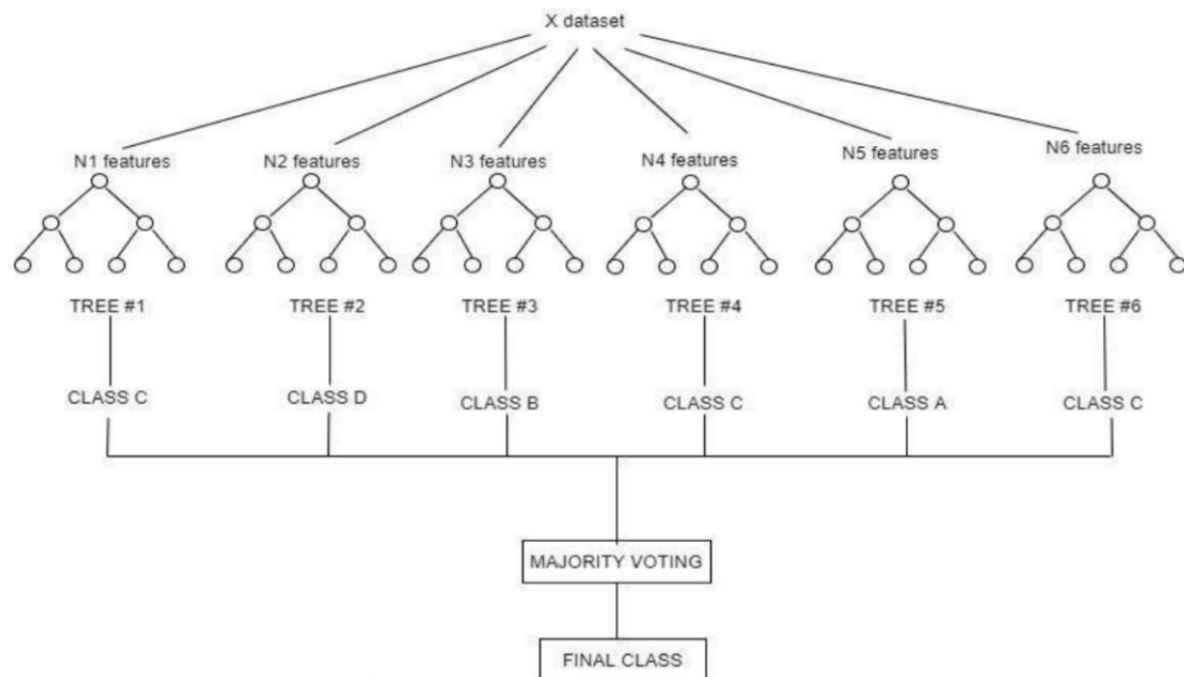 X dataset
N1 features
N2 features
N3 features
N4 features
N5 features
N6 features
TREE #1
TREE #2
TREE #3
TREE #4
TREE #5
TREE #6
CLASS C
CLASS D
CLASS B
CLASS C
CLASS A
CLASS C
MAJORITY VOTING
FINAL CLASS